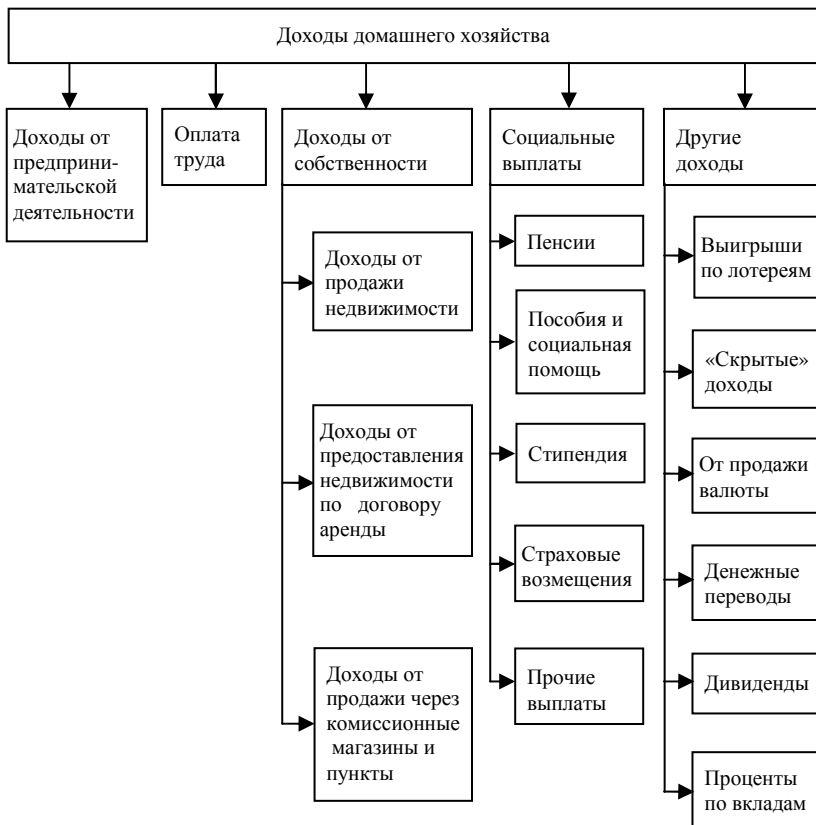 Доходы домашнего хозяйства
Доходы от
предприни-
мательской
деятельности
Оплата
труда
Доходы от
собственности
Социальные
выплаты
Другие
доходы
Доходы от
продажи
недвижимости
Доходы от
предоставления
недвижимости
по договору
аренды
Доходы от
продажи через
комиссионные
магазины и
пункты
Пенсии
Пособия и
социальная
помощь
Стипендия
Страховые
возмещения
Прочие
выплаты
Выигрыши
по лотереям
«Скрытые»
доходы
От продажи
валюты
Денежные
переводы
Дивиденды
Проценты
по вкладам